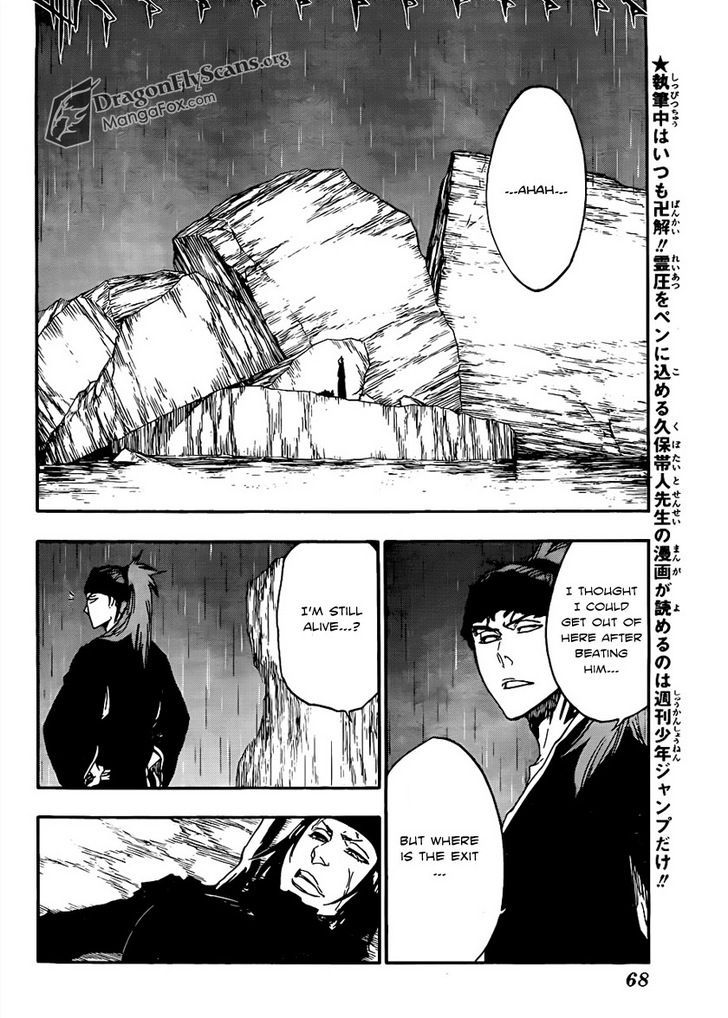 DragonFlyScans.org
MangaFox.com
...AHAH...
I THOUGHT
I COULD
GET OUT OF
HERE AFTER
BEATING
HIM...
BUT WHERE
IS THE EXIT
...
I'M STILL
ALIVE...?
★執筆中はいつも卍解!!霊圧をペンに込める久保帯人先生の漫画が読めるのは週刊少年ジャンプだけ!!
68